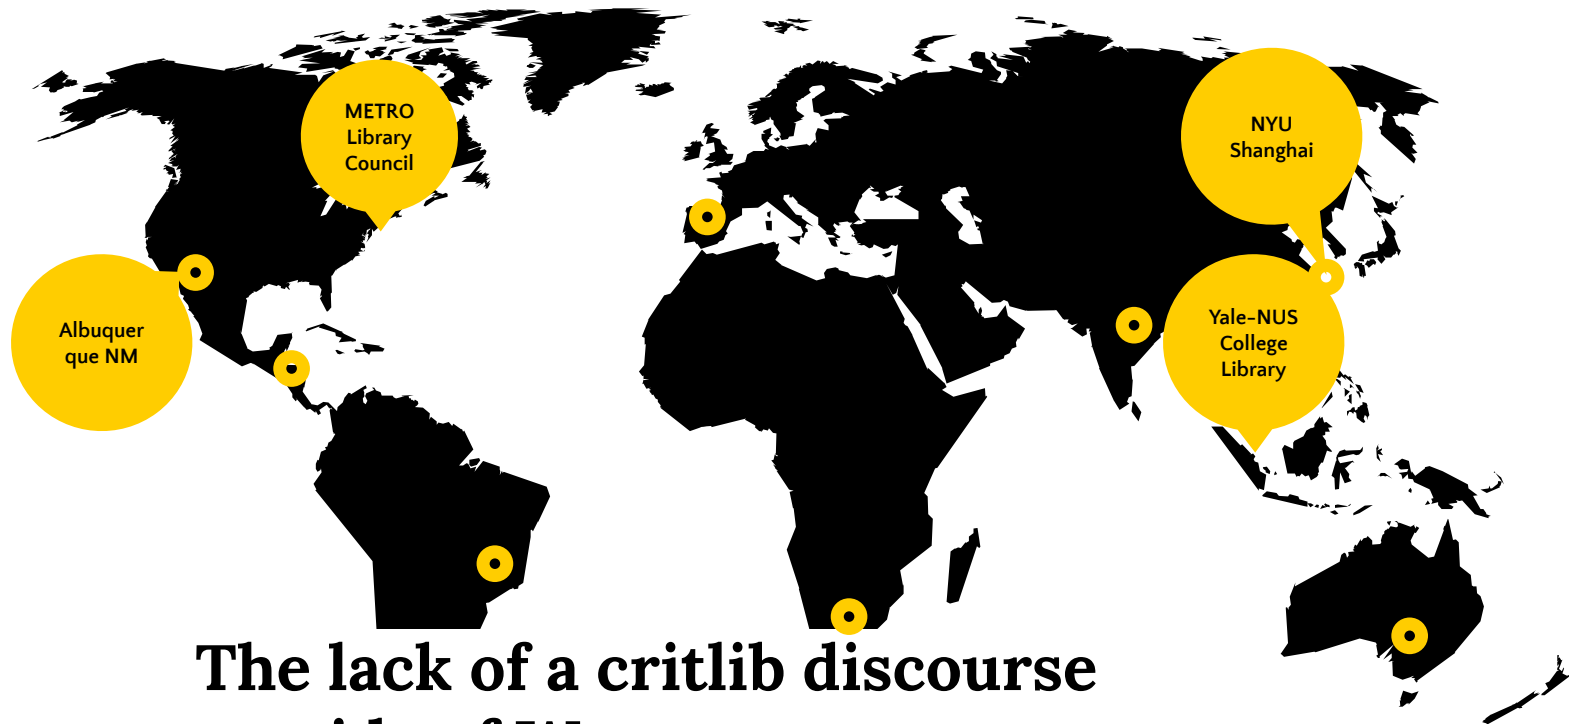 METRO
Library
Council
NYU
Shanghai
Albuquer
que NM
Yale-NUS
College
Library
The lack of a critlib discourse